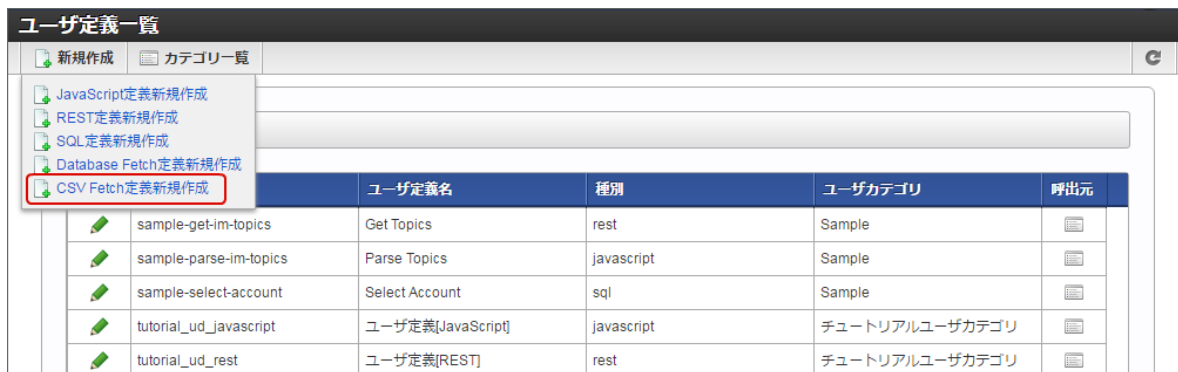 ユーザ定義一覧
新規作成 カテゴリ一覧
JavaScript定義新規作成
REST定義新規作成
SQL定義新規作成
Database Fetch定義新規作成
CSV Fetch定義新規作成
ユーザ定義名 種別 ユーザカテゴリ 呼出元
sample-get-im-topics Get Topics rest Sample
sample-parse-im-topics Parse Topics javascript Sample
sample-select-account Select Account sql Sample
tutorial_ud_javascript ユーザ定義[JavaScript] javascript チュートリアルユーザカテゴリ
tutorial_ud_rest ユーザ定義[REST] rest チュートリアルユーザカテゴリ